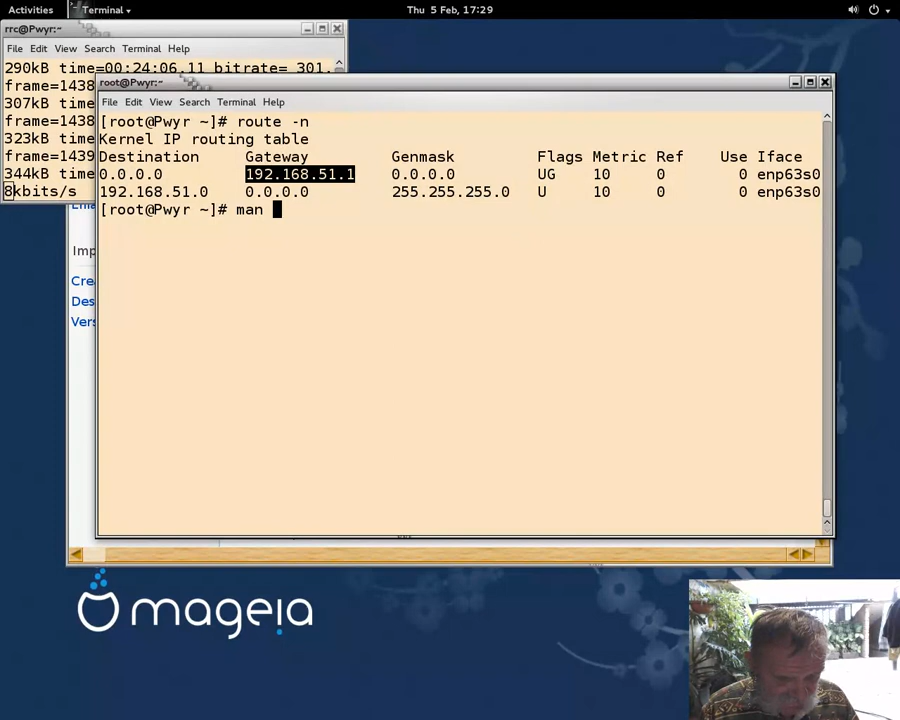 Activities Terminal Thu 5 Feb, 17:29
rrc@Pwyr:~
File Edit View Search Terminal Help
290kB time=00:24:06.11 bitrate= 301.
frame=1438
307kB time
frame=1438
323kB time
frame=1439
344kB time
8kbits/s
root@Pwyr:~
File Edit View Search Terminal Help
[root@Pwyr ~]# route -n
Kernel IP routing table
Destination Gateway Genmask Flags Metric Ref Use Iface
0.0.0.0 192.168.51.1 0.0.0.0 UG 10 0 0 enp63s0
192.168.51.0 0.0.0.0 255.255.255.0 U 10 0 0 enp63s0
[root@Pwyr ~]# man
Imp
Cre
Des
Vers
mageia